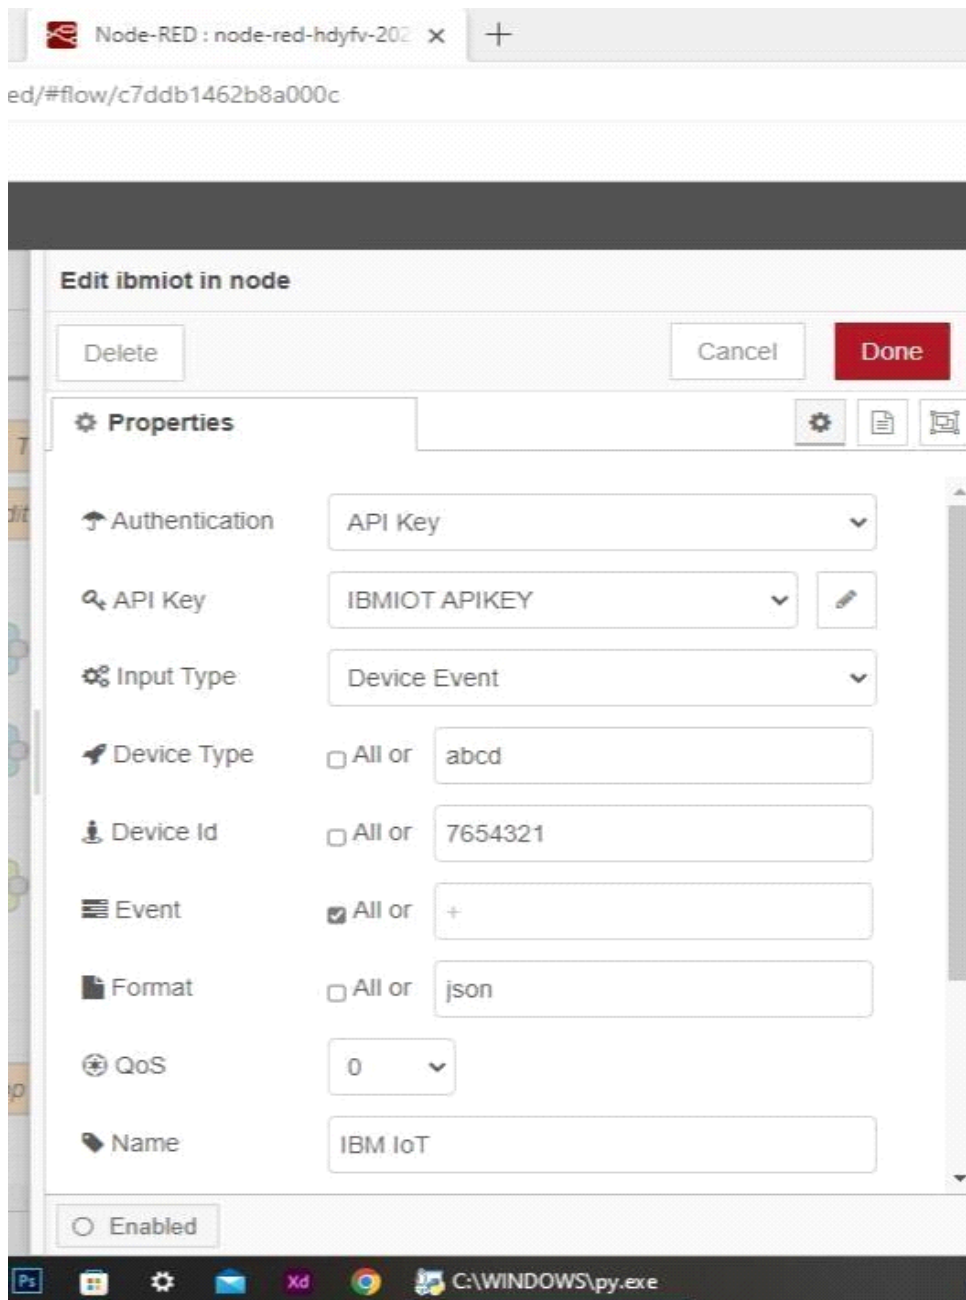 Node-RED : node-red-hdyfv-202
ed/#flow/c7ddb1462b8a000c
Edit ibmiot in node
Delete Cancel Done
Properties
Authentication API Key
API Key IBMIOT APIKEY
Input Type Device Event
Device Type All or abcd
Device Id All or 7654321
Event All or +
Format All or json
QoS 0
Name IBM IoT
Enabled
Ps Xd C:\WINDOWS\py.exe